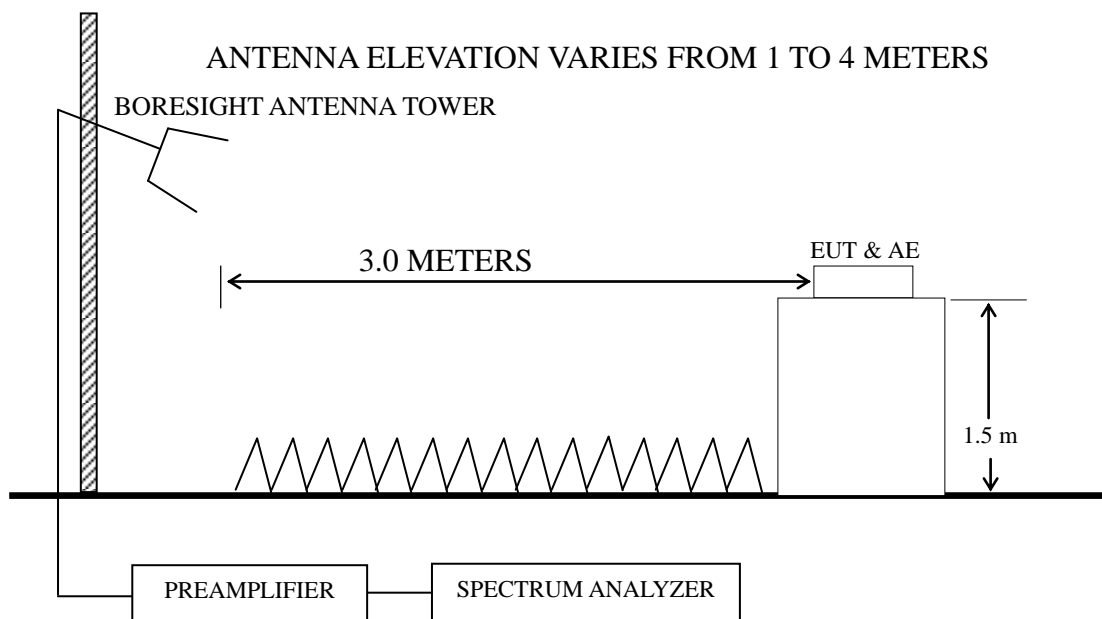 ANTENNA ELEVATION VARIES FROM 1 TO 4 METERS
BORESIGHT ANTENNA TOWER
EUT & AE
3.0 METERS
1.5 m
PREAMPLIFIER
SPECTRUM ANALYZER